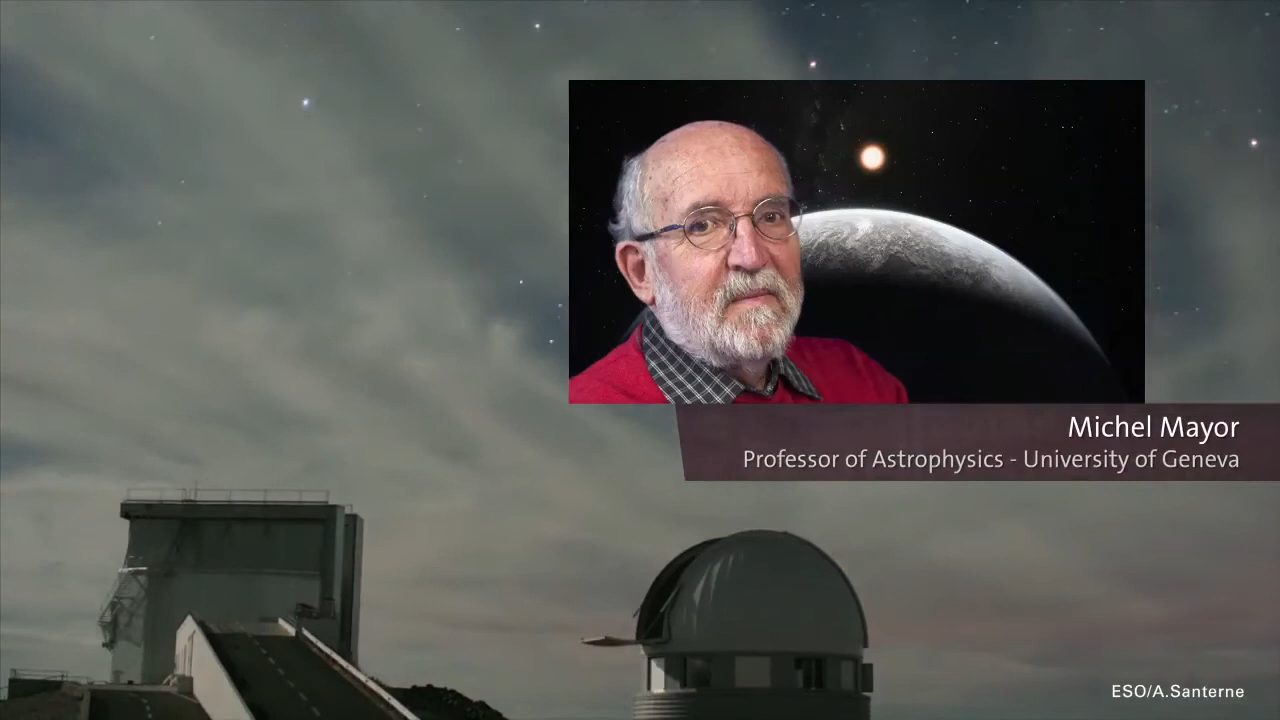 Michel Mayor
Professor of Astrophysics - University of Geneva
ESO/A.Santerne